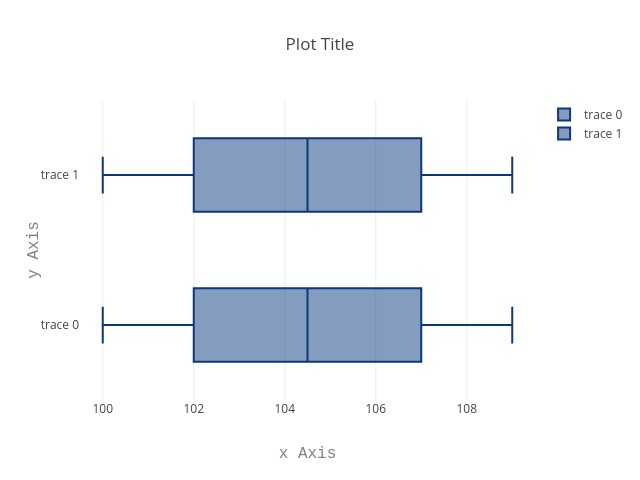 Plot Title
trace 0
trace 1
trace 1
trace 0
y Axis
100 102 104 106 108
x Axis